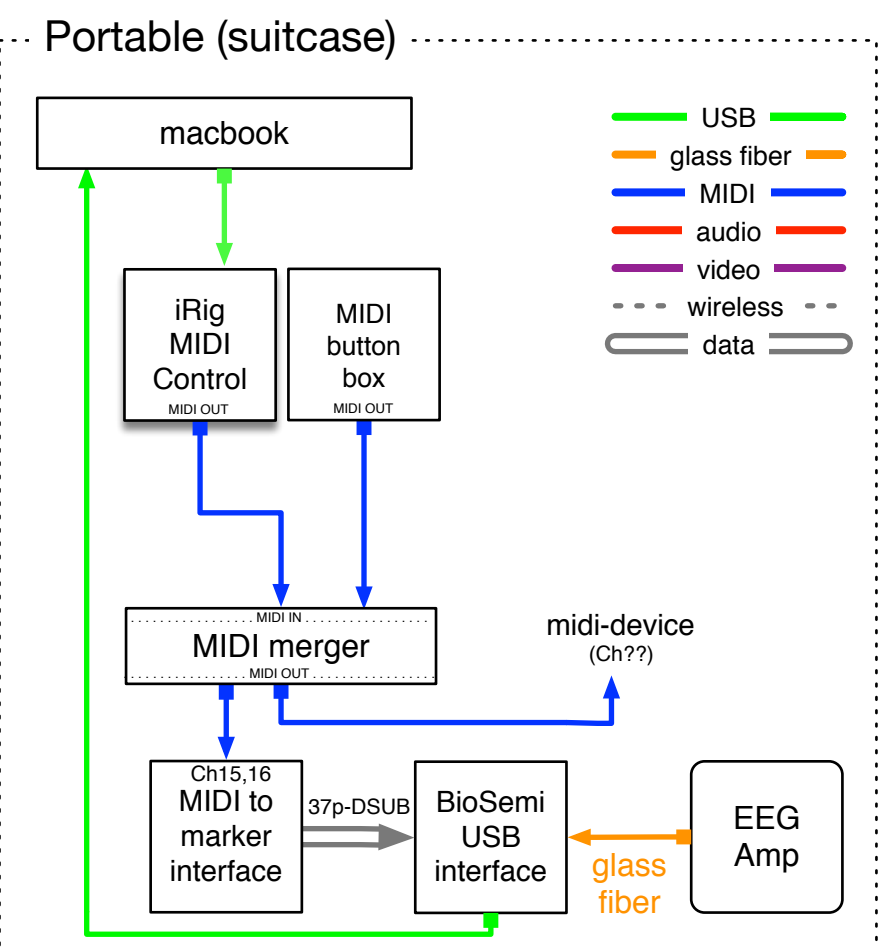 Portable (suitcase)
macbook
USB
glass fiber
MIDI
audio
video
wireless
data
iRig
MIDI
Control
MIDI OUT
MIDI
button
box
MIDI OUT
MIDI IN
MIDI merger
MIDI OUT
midi-device
(Ch??)
Ch15,16
MIDI to
marker
interface
37p-DSUB
BioSemi
USB
interface
glass
fiber
EEG
Amp